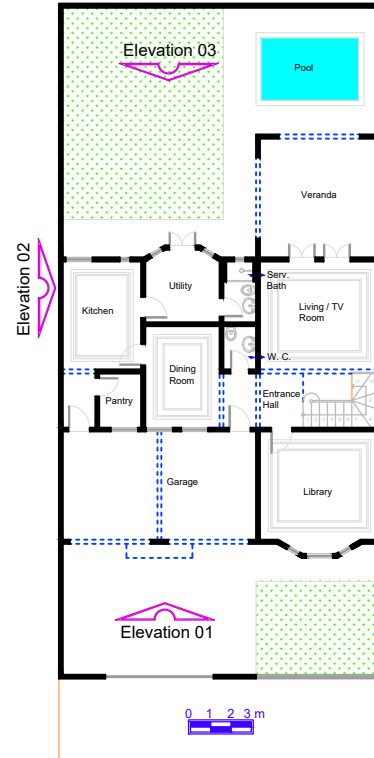 Elevation 03
Pool
Veranda
Elevation 02
Serv.
Bath
Utility
Kitchen
Living / TV
Room
W. C.
Dining
Room
Entrance
Hall
Pantry
Garage
Library
Elevation 01
0 1 2 3 m